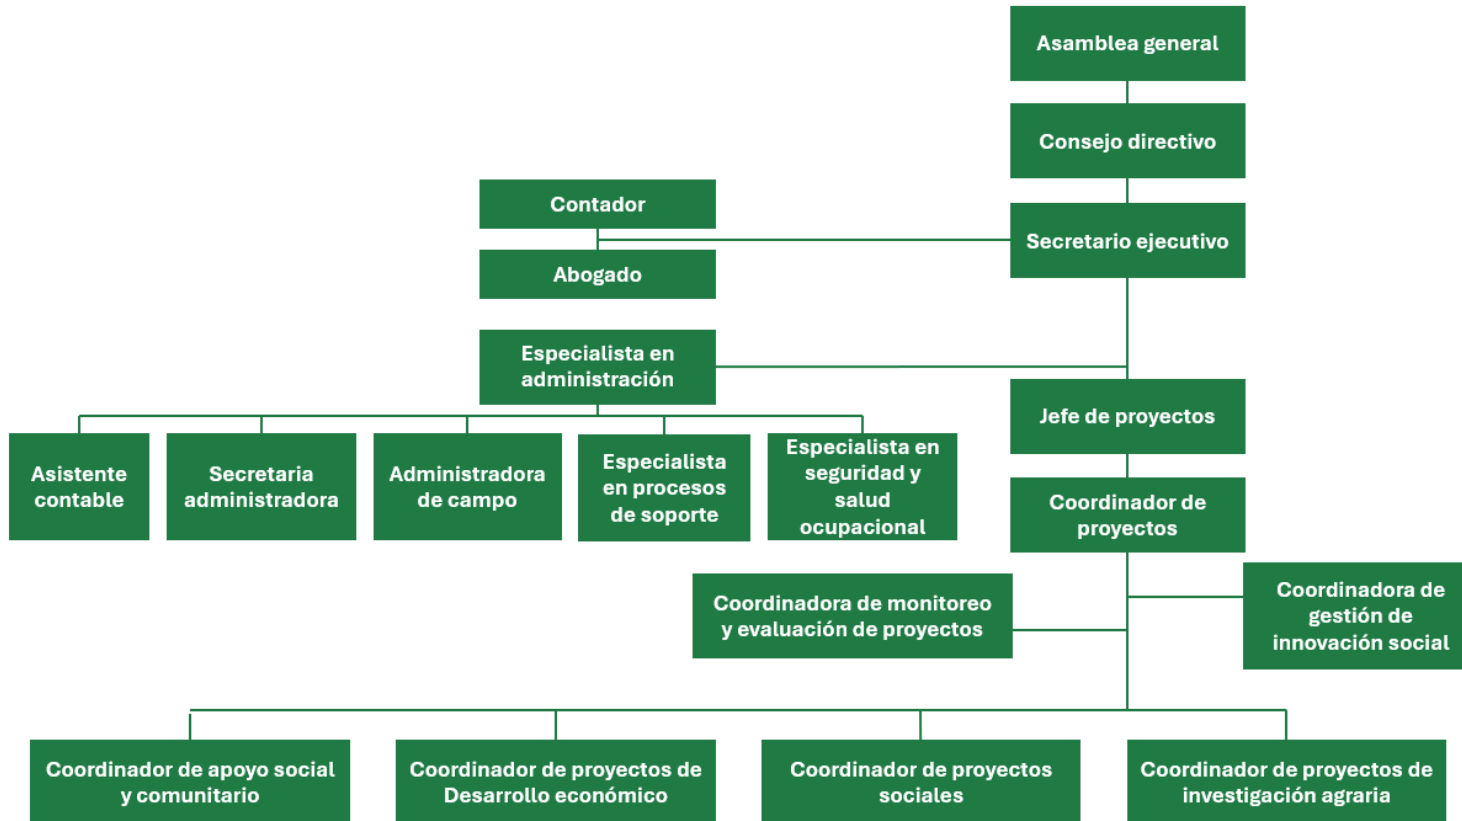 Asamblea general
Consejo directivo
Contador
Secretario ejecutivo
Abogado
Especialista en
administración
Jefe de proyectos
Asistente
contable
Secretaria
administradora
Administradora
de campo
Especialista
en procesos
de soporte
Especialista en
seguridad y
salud
ocupacional
Coordinador de
proyectos
Coordinadora de monitoreo
y evaluación de proyectos
Coordinadora de
gestión de
innovación social
Coordinador de apoyo social
y comunitario
Coordinador de proyectos de
Desarrollo económico
Coordinador de proyectos
sociales
Coordinador de proyectos de
investigación agraria